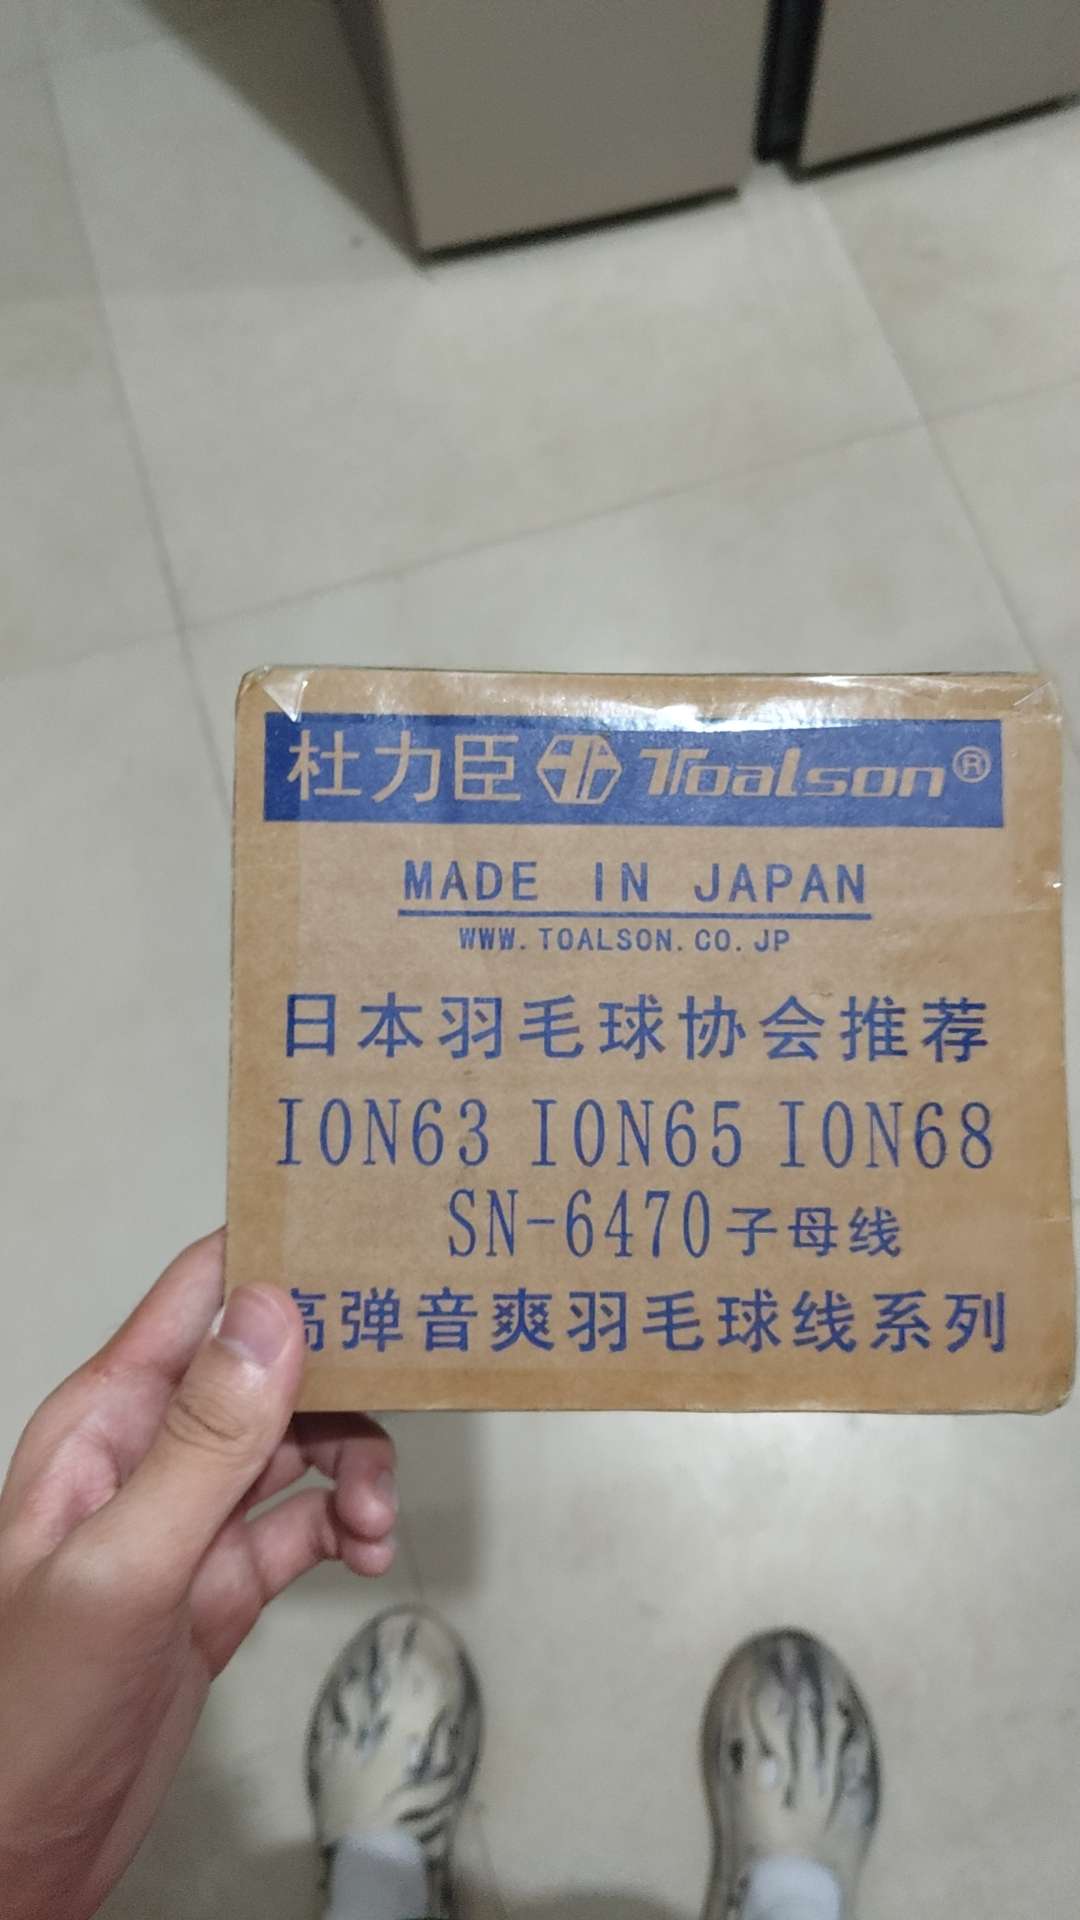 杜力臣 Toalson®
MADE IN JAPAN
WWW.TOALSON.CO.JP
日本羽毛球协会推荐
ION63 ION65 ION68
SN-6470子母线
高弹音爽羽毛球线系列